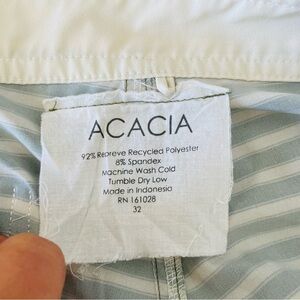 ACACIA
92% Repreve Recycled Polyester
8% Spandex
Machine Wash Cold
Tumble Dry Low
Made in Indonesia
RN 161028
32